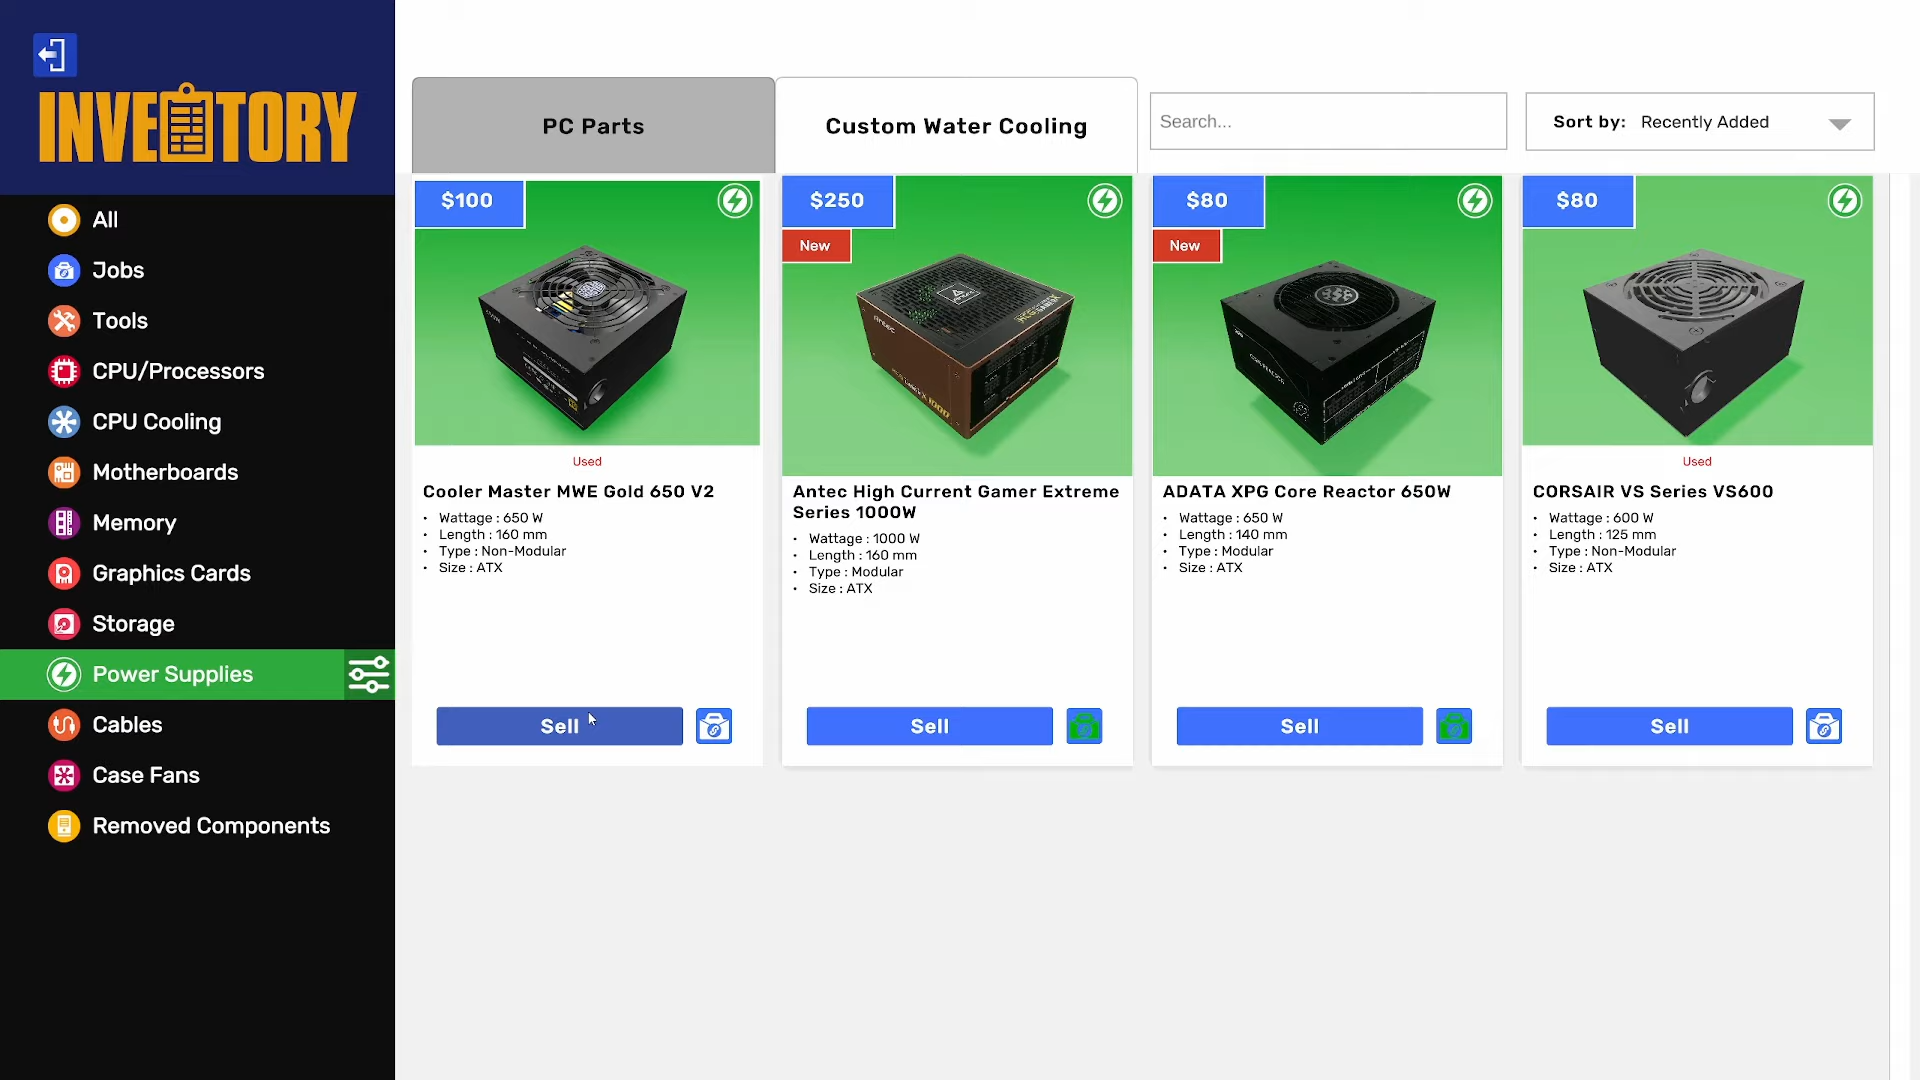 INVENTORY
PC Parts
Custom Water Cooling
Search...
Sort by: Recently Added
All
Jobs
Tools
CPU/Processors
CPU Cooling
Motherboards
Memory
Graphics Cards
Storage
Power Supplies
Cables
Case Fans
Removed Components
$100
Used
Cooler Master MWE Gold 650 V2
• Wattage : 650 W
• Length : 160 mm
• Type : Non-Modular
• Size : ATX
Sell
$250
New
Antec
1000
Antec High Current Gamer Extreme
Series 1000W
• Wattage : 1000 W
• Length : 160 mm
• Type : Modular
• Size : ATX
Sell
$80
New
CORE REACTOR
ADATA XPG Core Reactor 650W
• Wattage : 650 W
• Length : 140 mm
• Type : Modular
• Size : ATX
Sell
$80
Used
CORSAIR VS Series VS600
• Wattage : 600 W
• Length : 125 mm
• Type : Non-Modular
• Size : ATX
Sell